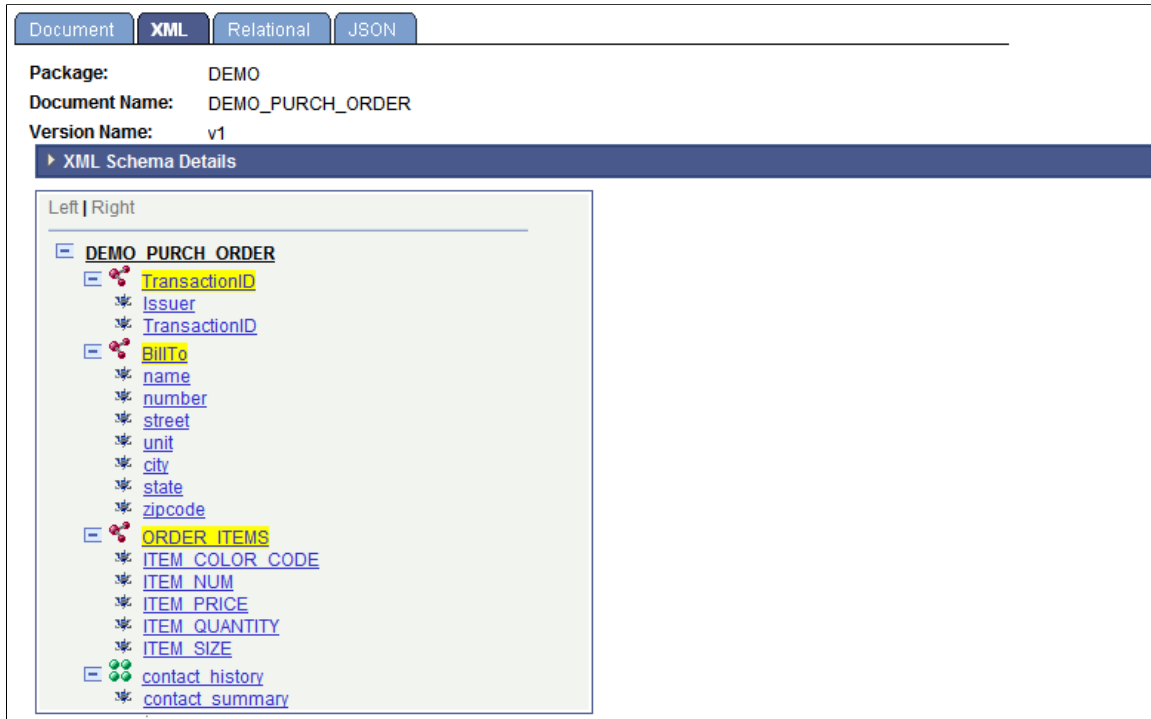 Document XML Relational JSON
Package: DEMO
Document Name: DEMO_PURCH_ORDER
Version Name: v1
XML Schema Details
Left | Right
DEMO_PURCH_ORDER
TransactionID
Issuer
TransactionID
BillTo
name
number
street
unit
city
state
zipcode
ORDER_ITEMS
ITEM_COLOR_CODE
ITEM_NUM
ITEM_PRICE
ITEM_QUANTITY
ITEM_SIZE
contact_history
contact_summary